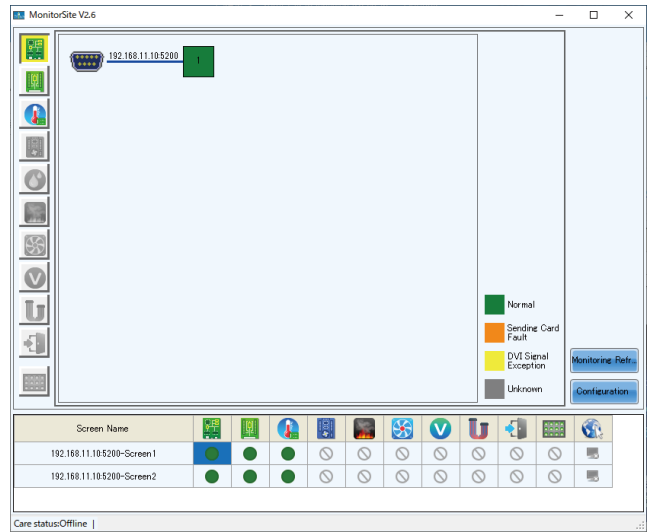 MonitorSite V2.6
192.168.11.10:5200
1
Normal
Sending Card
Fault
DVI Signal
Exception
Unknown
Monitoring Refr...
Configuration
Screen Name
192.168.11.10:5200-Screen1
192.168.11.10:5200-Screen2
Care status:Offline |